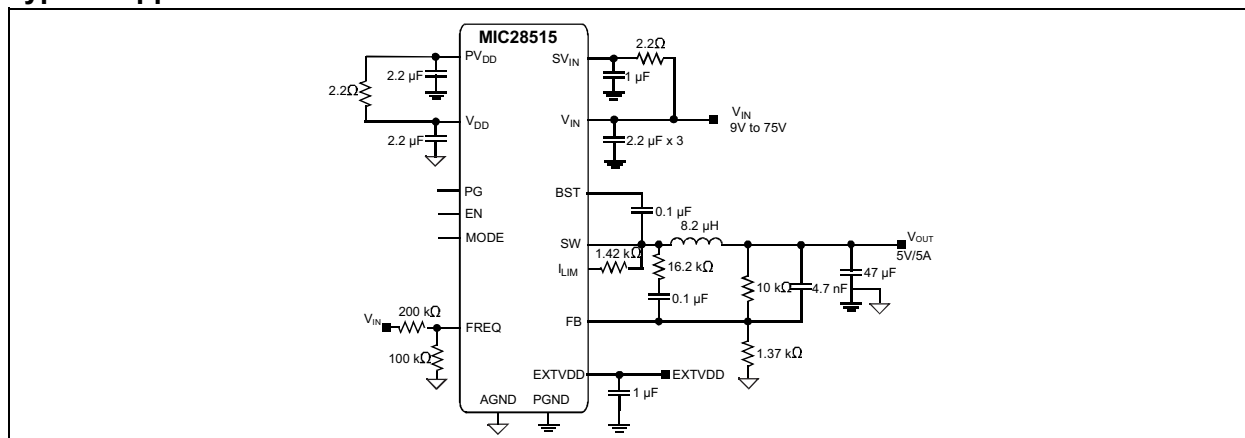 MIC28515
PVDD
2.2 µF
2.2Ω
VDD
2.2 µF
PG
EN
MODE
VIN
200 kΩ
FREQ
100 kΩ
AGND
PGND
SVIN
2.2Ω
1 µF
VIN
VIN
9V to 75V
2.2 µF x 3
BST
0.1 µF
8.2 µH
SW
VOUT
5V/5A
1.42 kΩ
ILIM
16.2 kΩ
0.1 µF
10 kΩ
4.7 nF
47 µF
FB
1.37 kΩ
EXTVDD
EXTVDD
1 µF